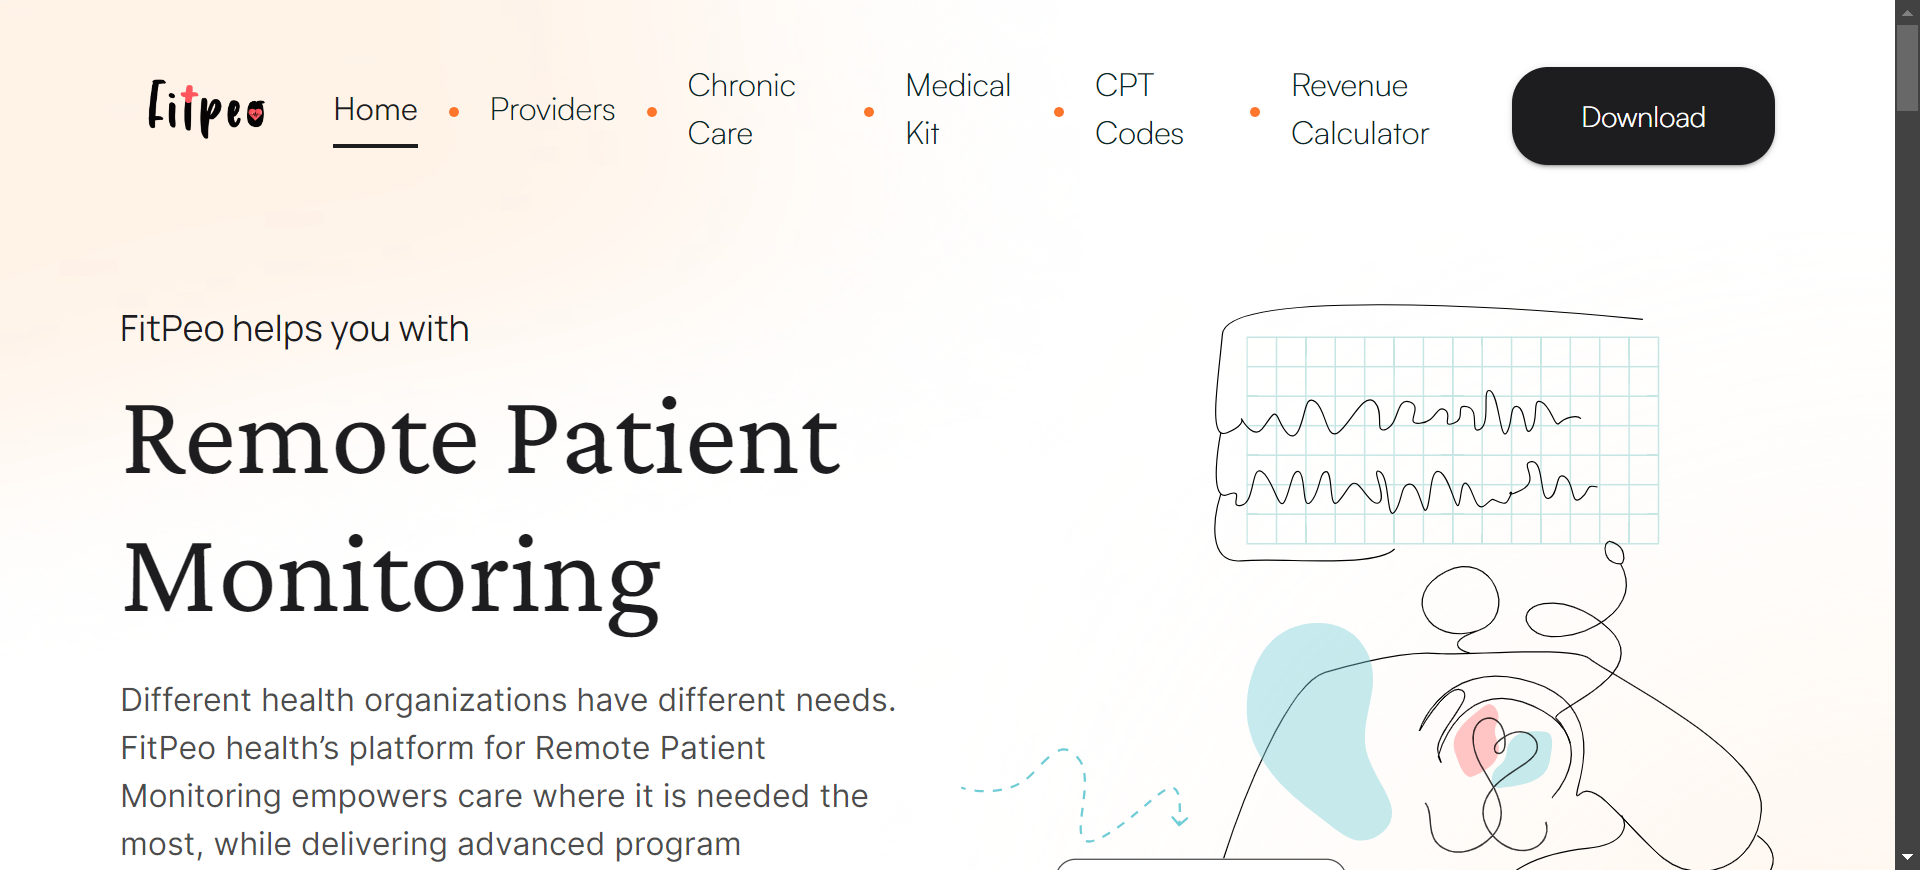 Fitpeo
Home
Providers
Chronic
Care
Medical
Kit
CPT
Codes
Revenue
Calculator
Download
FitPeo helps you with
Remote Patient
Monitoring
Different health organizations have different needs.
FitPeo health’s platform for Remote Patient
Monitoring empowers care where it is needed the
most, while delivering advanced program